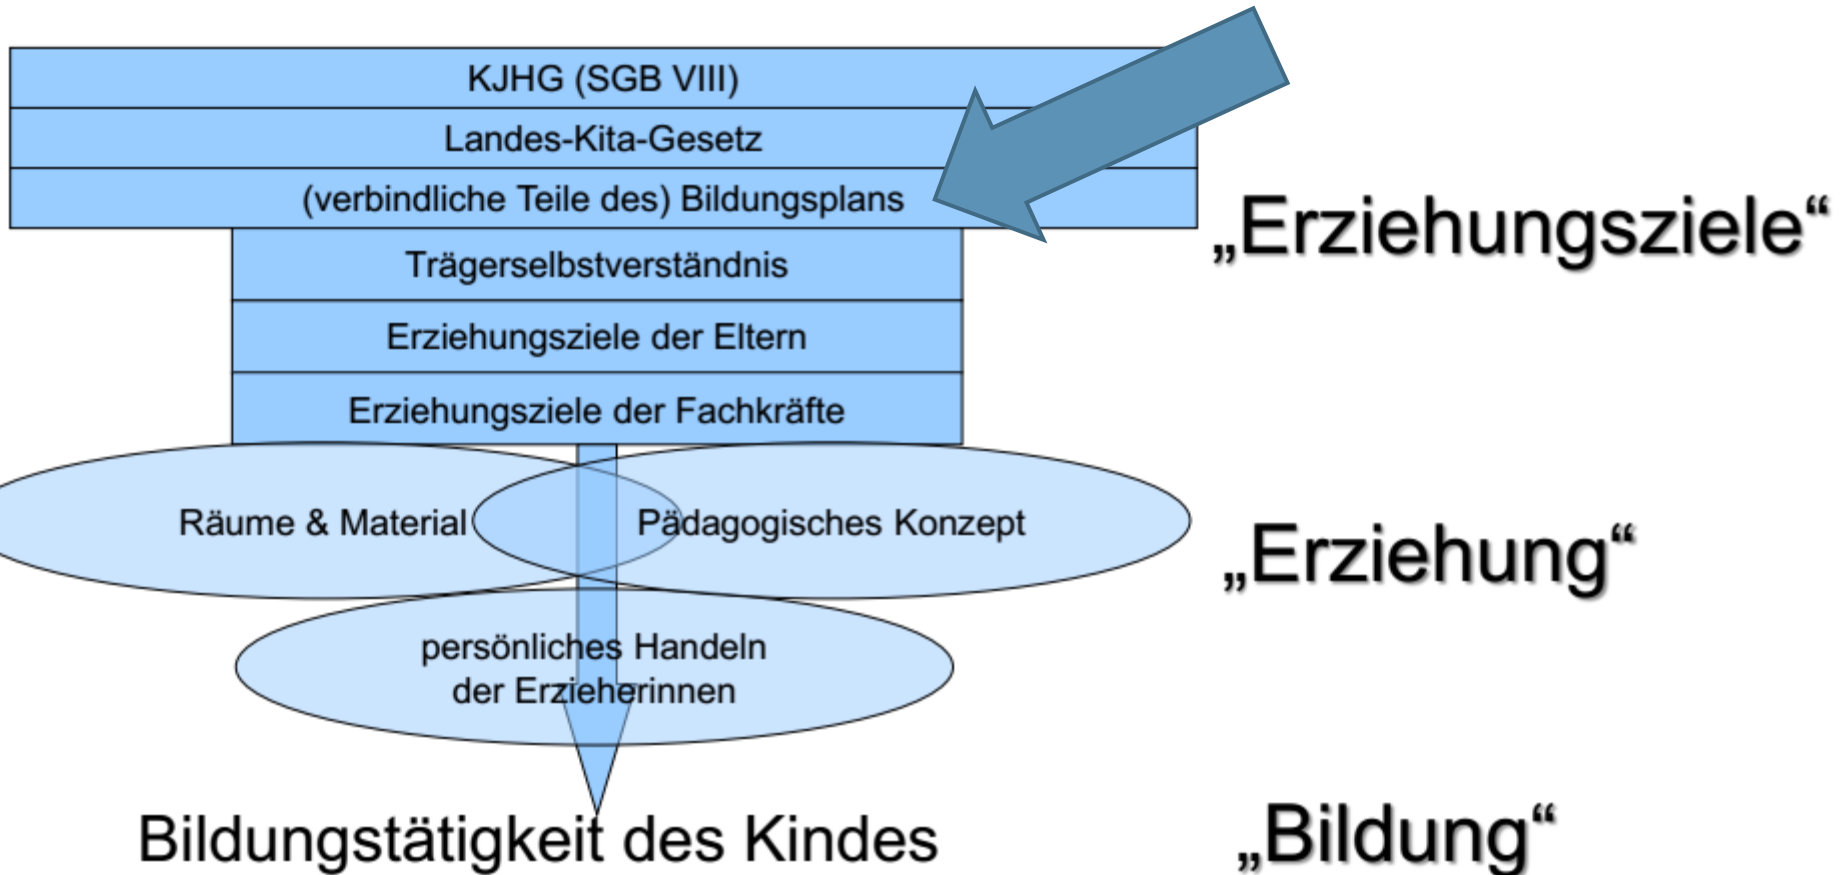 KJHG (SGB VIII)
Landes-Kita-Gesetz
(verbindliche Teile des) Bildungsplans
„Erziehungsziele“
Trägerselbstverständnis
Erziehungsziele der Eltern
Erziehungsziele der Fachkräfte
Räume & Material
Pädagogisches Konzept
„Erziehung“
persönliches Handeln
der Erzieherinnen
Bildungstätigkeit des Kindes
„Bildung“